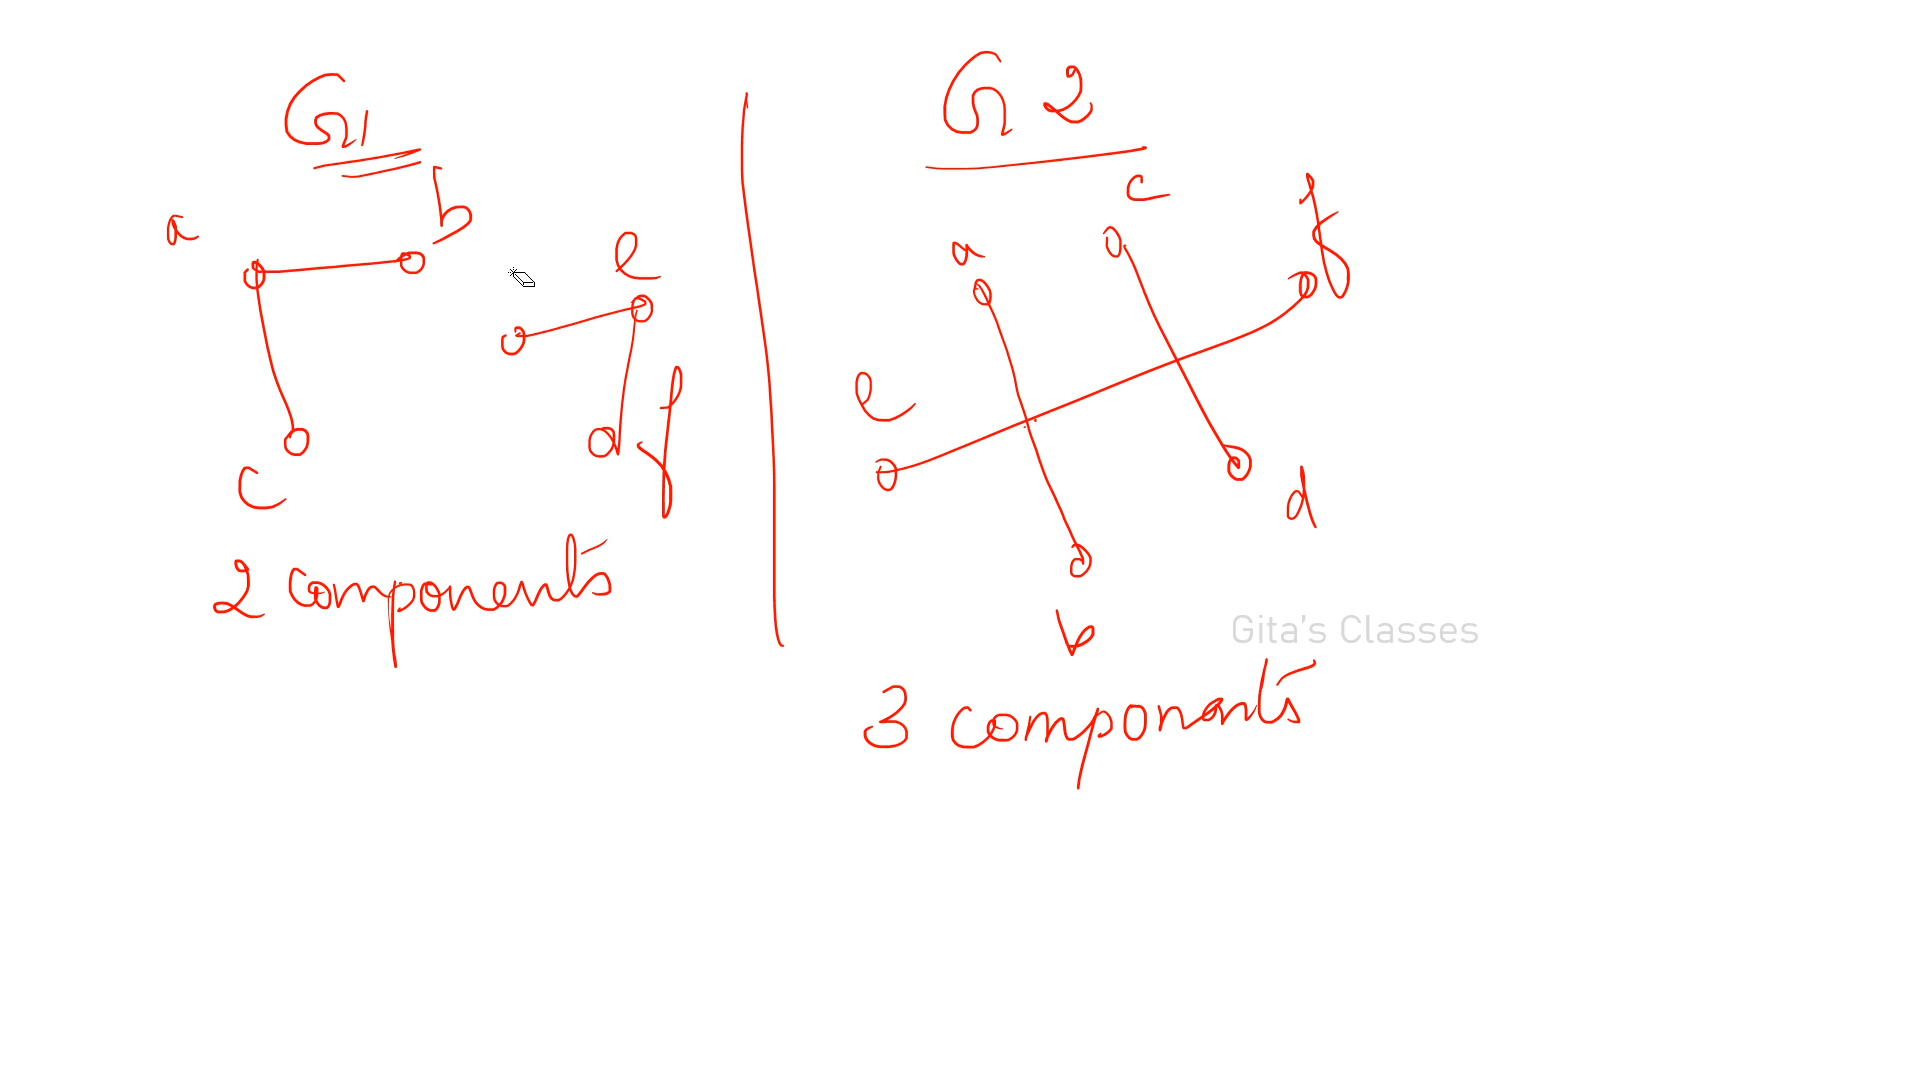 G1
a
b
e
c
f
2 components
G2
c
f
a
e
d
b
Gita's Classes
3 components